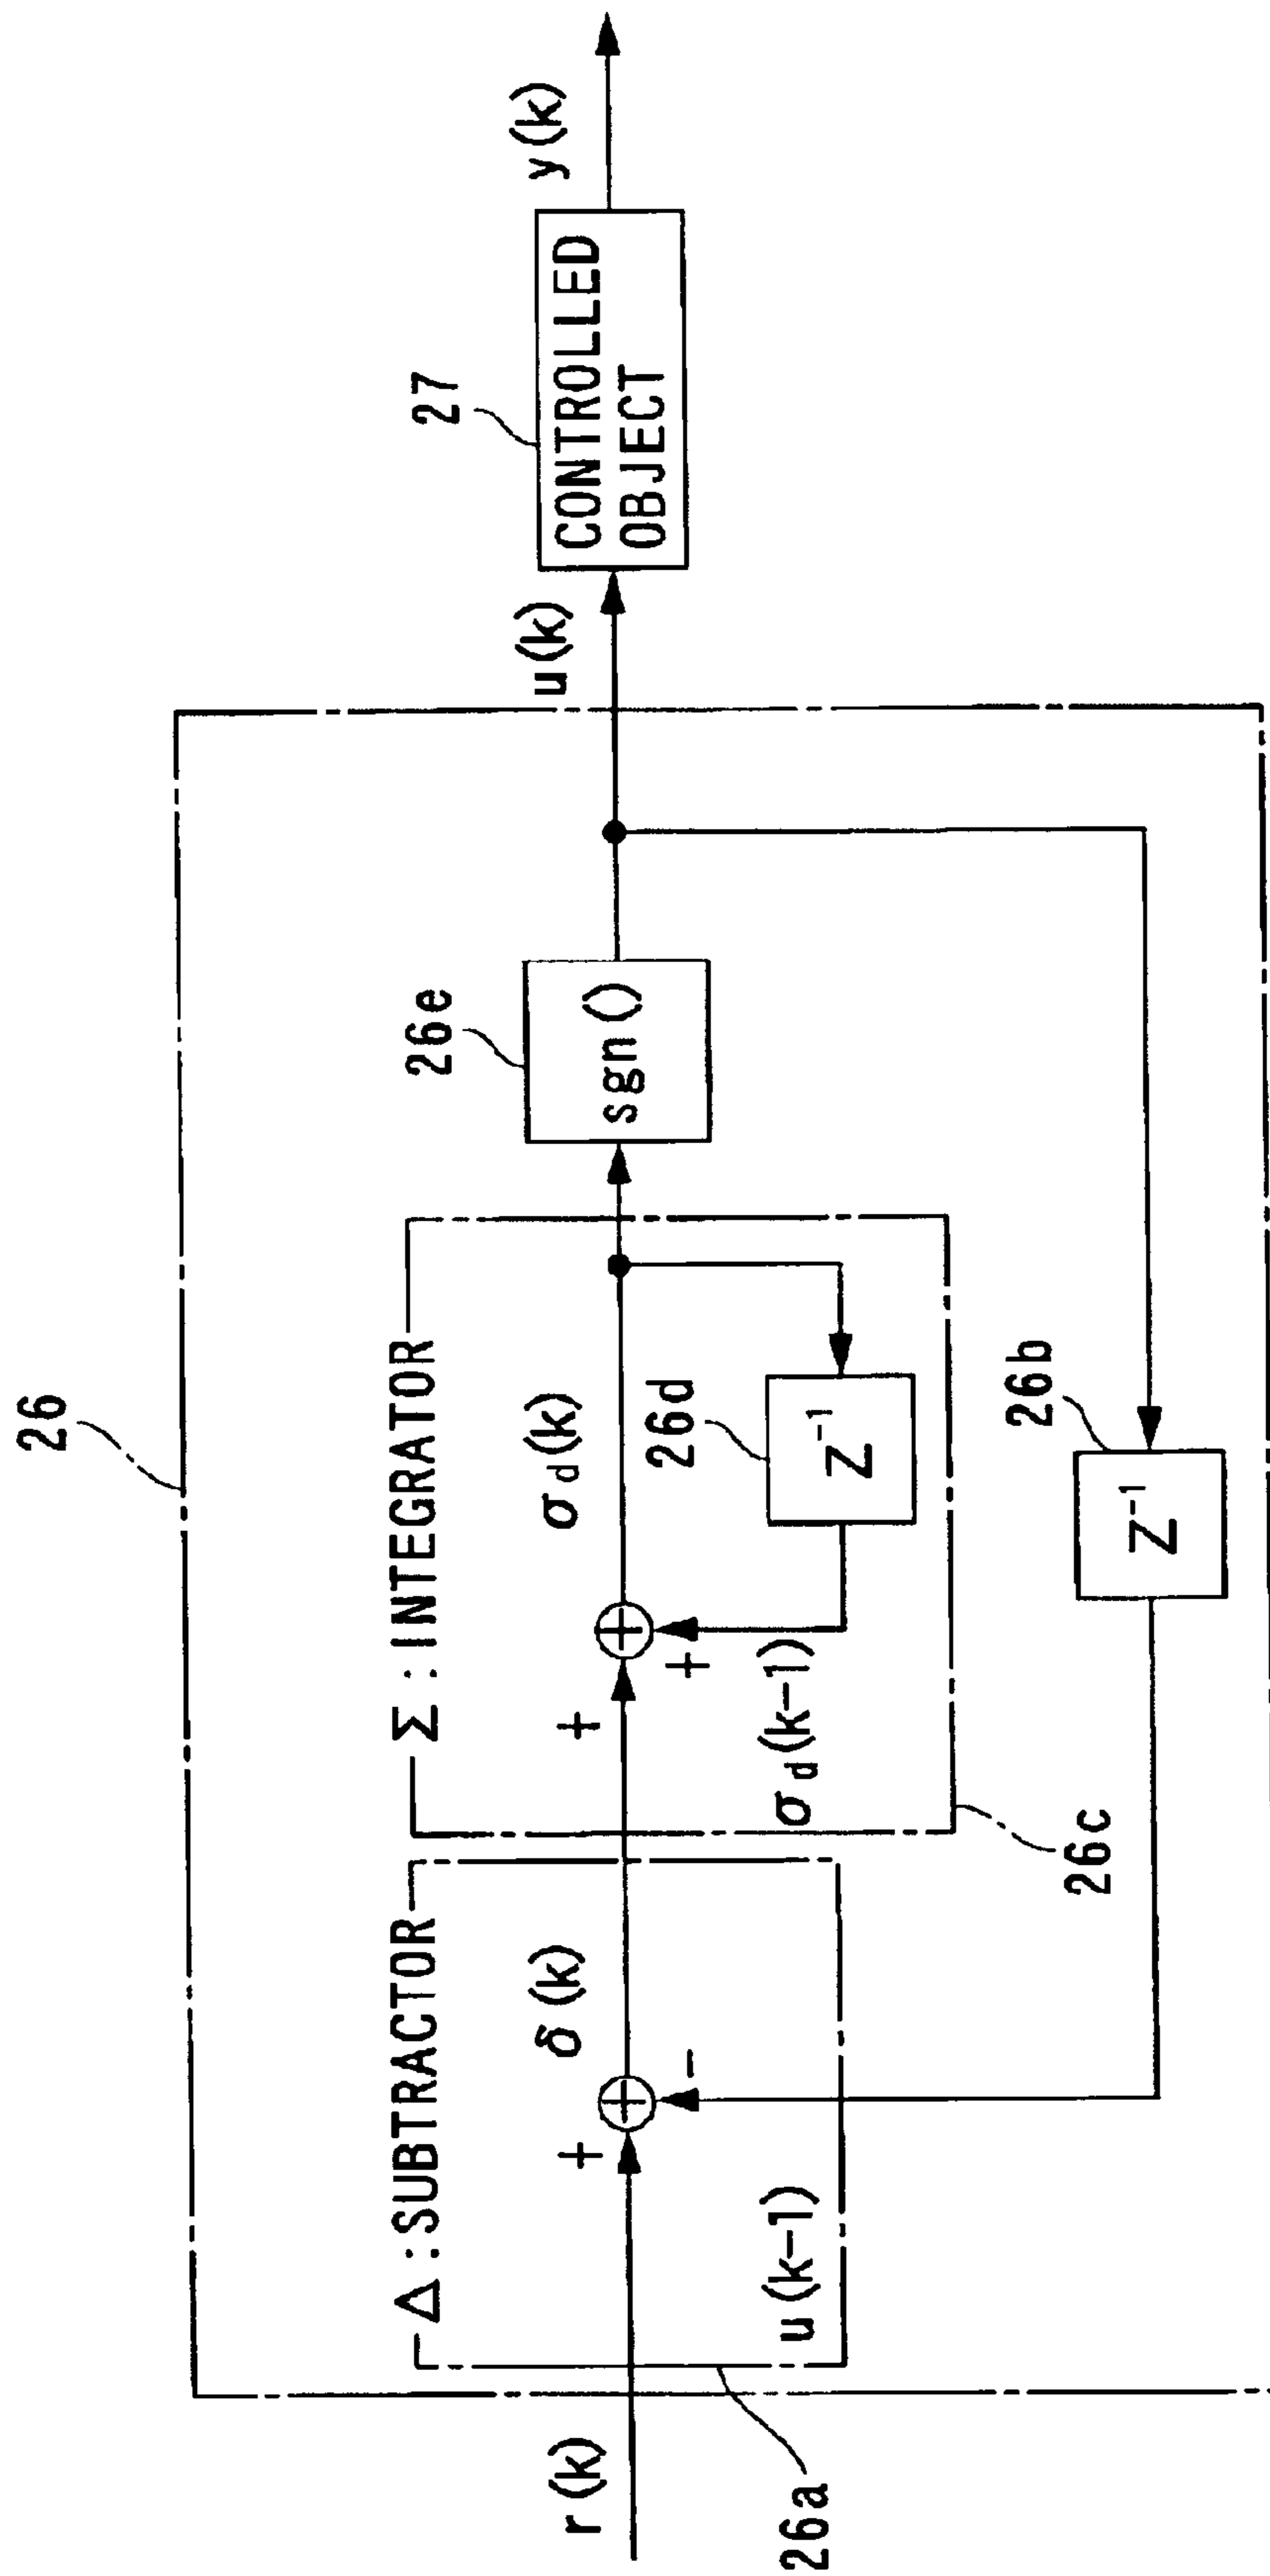 26
r(k)
26a
Δ:SUBTRACTOR
+
-
δ(k)
u(k-1)
Σ:INTEGRATOR
+
+
σd(k)
σd(k-1)
26d
Z⁻¹
26c
26e
sgn()
26b
Z⁻¹
u(k)
27
CONTROLLED
OBJECT
y(k)